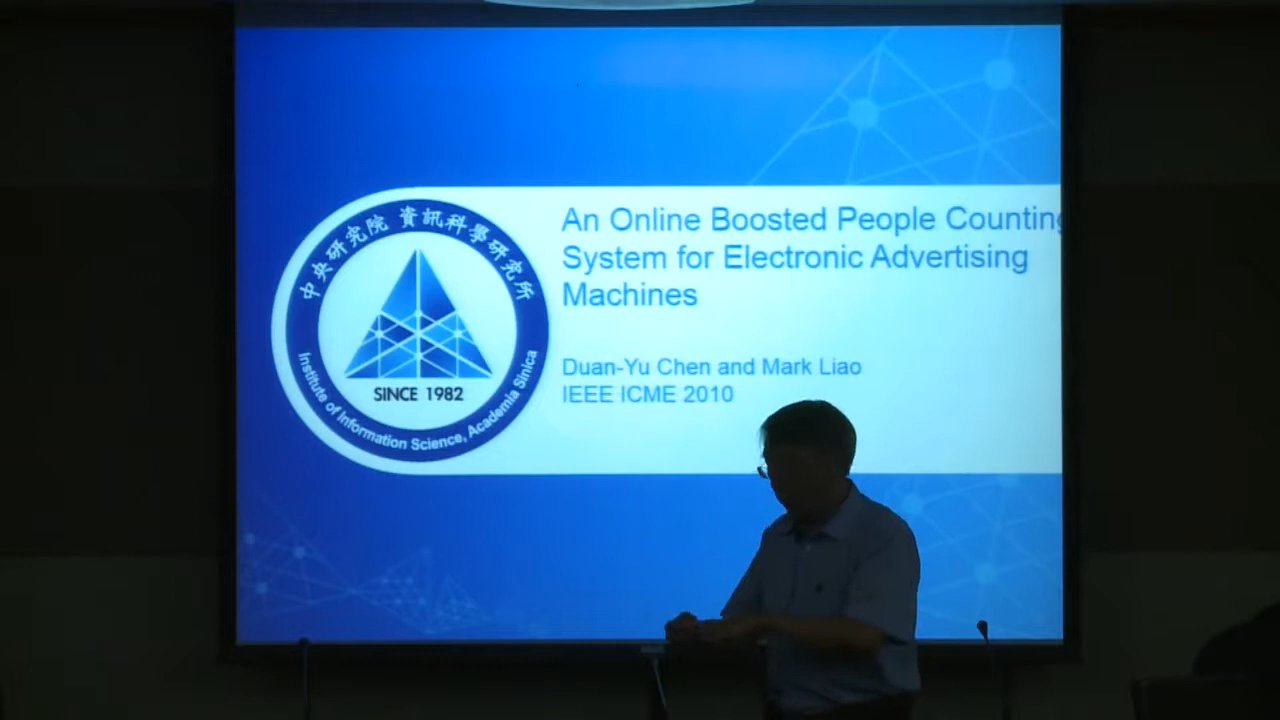 中央研究院 資訊科學研究所
SINCE 1982
Institute of Information Science, Academia Sinica
An Online Boosted People Counting
System for Electronic Advertising
Machines
Duan-Yu Chen and Mark Liao
IEEE ICME 2010